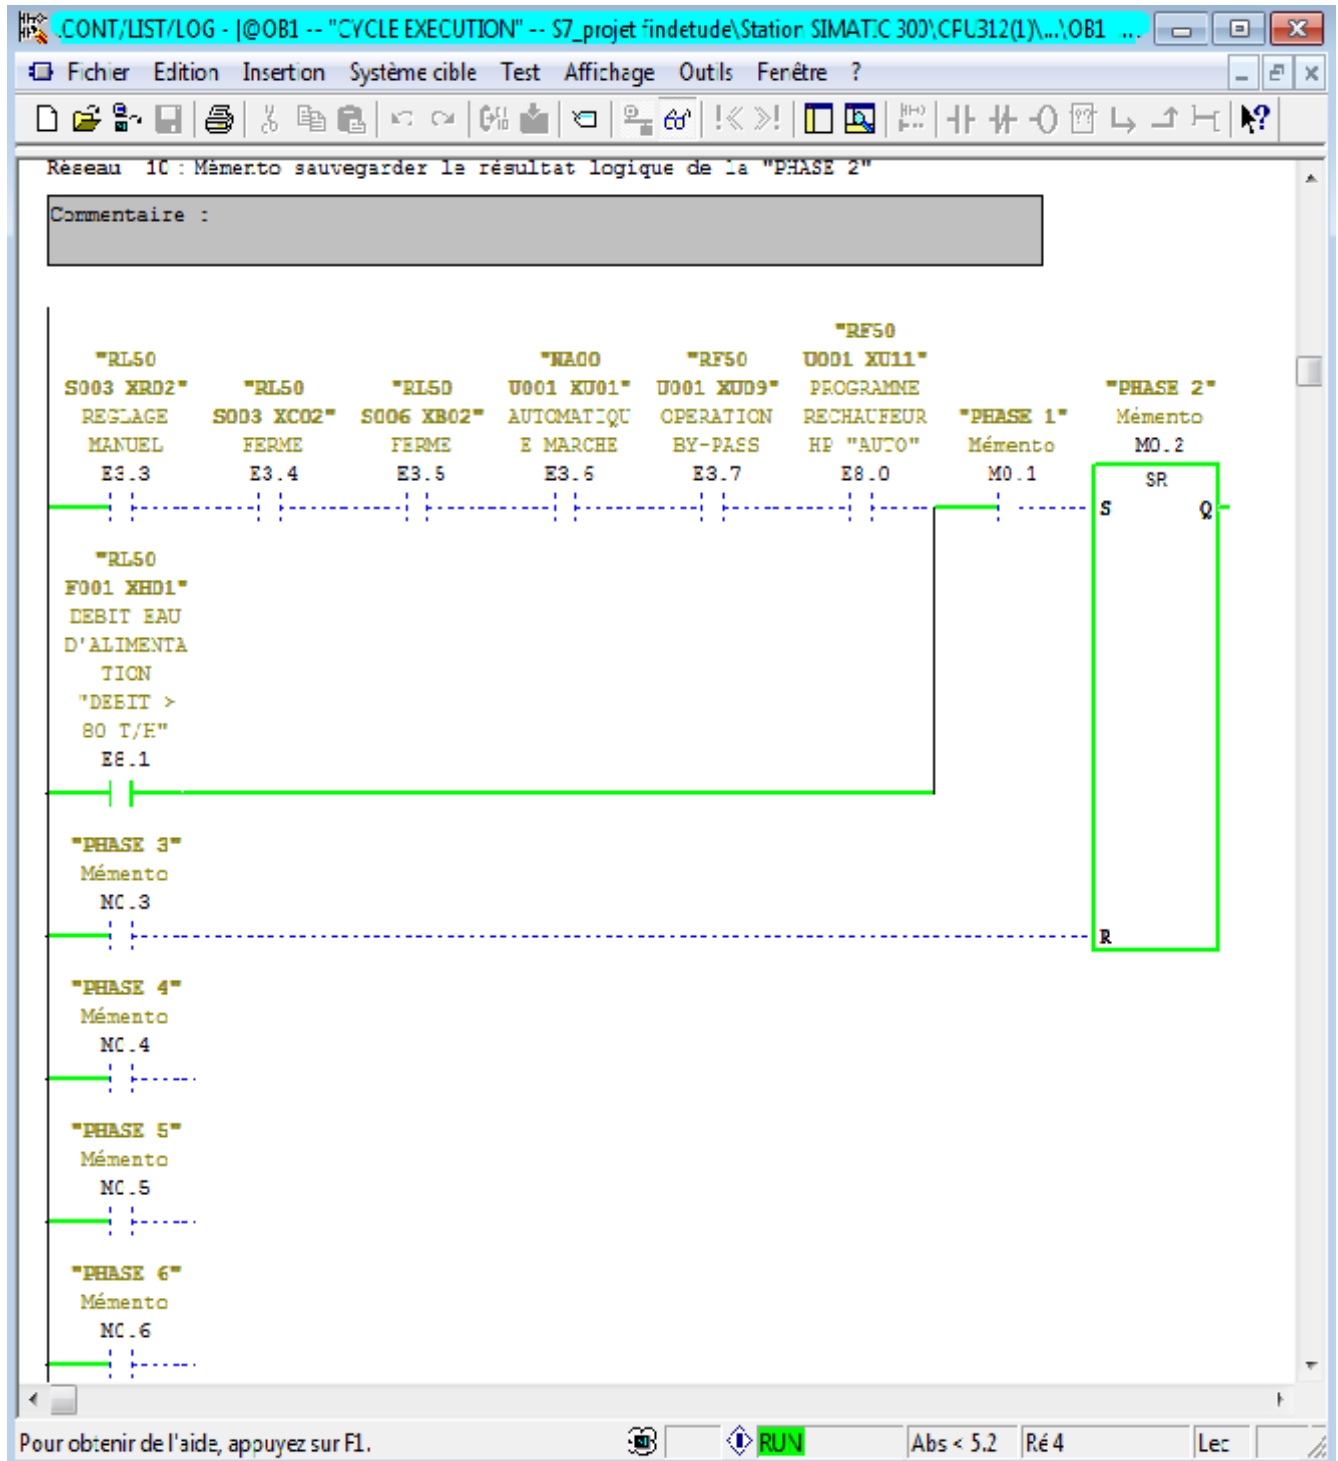 CONT/LIST/LOG - [@OB1 -- "CYCLE EXECUTION" -- S7_projet findetude\Station SIMATIC 300\CPU312(1)\...\OB1 ...
Fichier Edition Insertion Système cible Test Affichage Outils Fenêtre ?
Réseau 10 : Mémento sauvegarder le résultat logique de la "PHASE 2"
Commentaire :
"RF50
"RL50 "NA00 "RF50 U001 XU11"
S003 XR02" "RL50 "RL50 U001 XU01" U001 XU09" PROGRAMME "PHASE 2"
REGLAGE S003 XC02" S006 XB02" AUTOMATIQU OPERATION RECHAUFEUR "PHASE 1" Mémento
MANUEL FERME FERME E MARCHE BY-PASS HP "AUTO" Mémento M0.2
E3.3 E3.4 E3.5 E3.6 E3.7 E8.0 M0.1 SR
S Q
"RL50
F001 XH01"
DEBIT EAU
D'ALIMENTA
TION
"DEBIT >
80 T/H"
E8.1
"PHASE 3"
Mémento
M0.3
R
"PHASE 4"
Mémento
M0.4
"PHASE 5"
Mémento
M0.5
"PHASE 6"
Mémento
M0.6
Pour obtenir de l'aide, appuyez sur F1. RUN Abs < 5.2 Ré 4 Lec